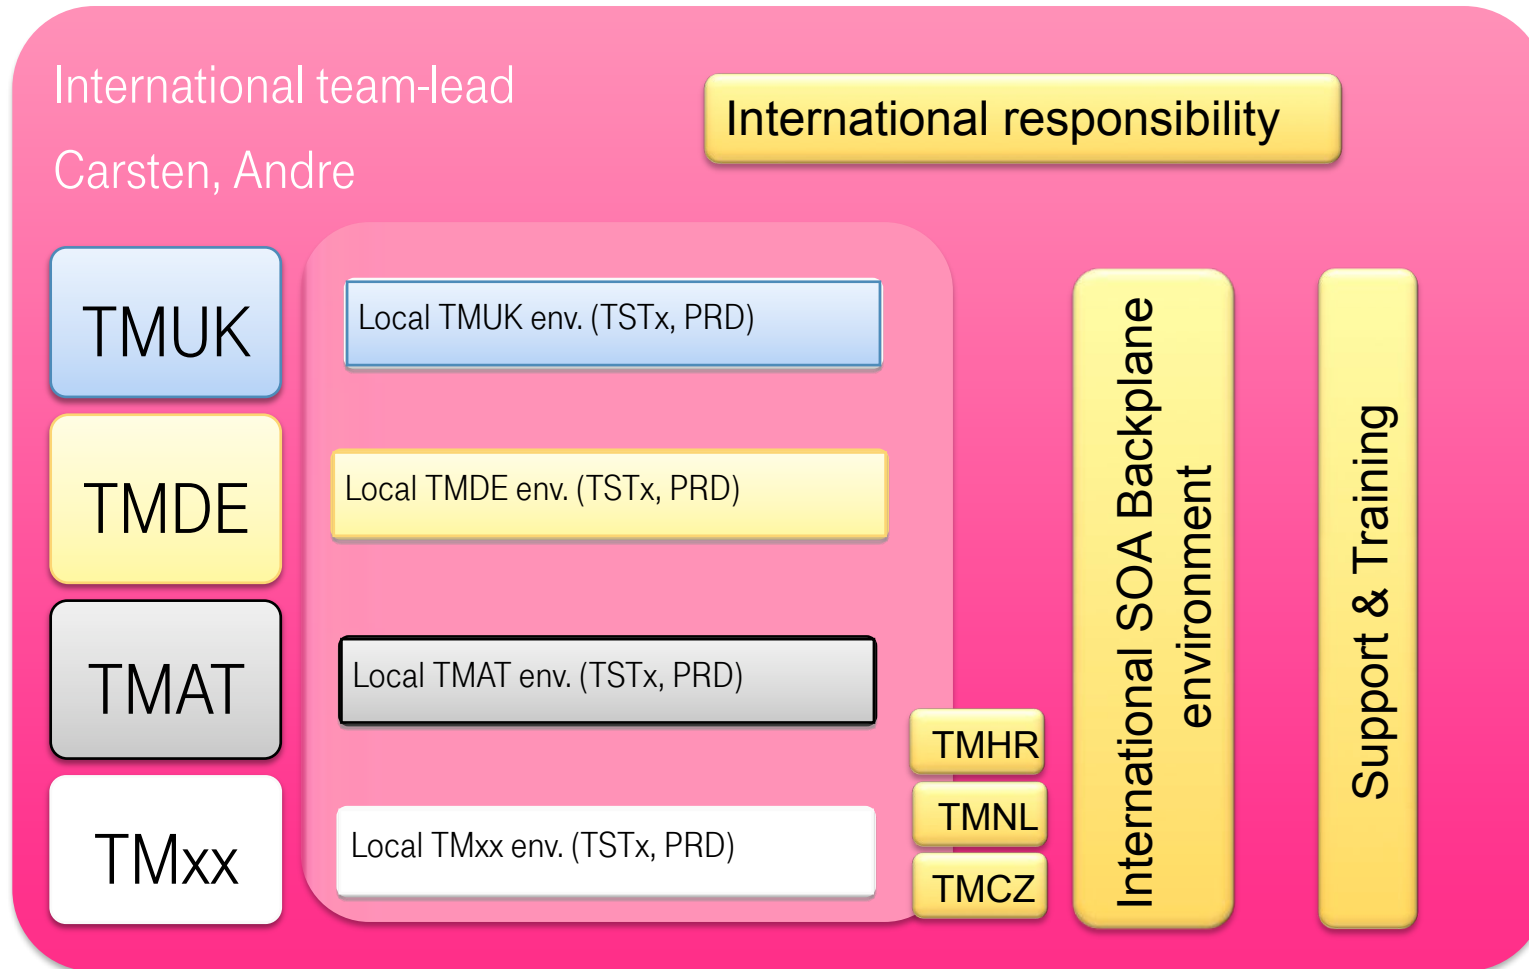 International team-lead
Carsten, Andre
International responsibility
TMUK
Local TMUK env. (TSTx, PRD)
TMDE
Local TMDE env. (TSTx, PRD)
TMAT
Local TMAT env. (TSTx, PRD)
TMxx
Local TMxx env. (TSTx, PRD)
TMHR
TMNL
TMCZ
International SOA Backplane
environment
Support & Training